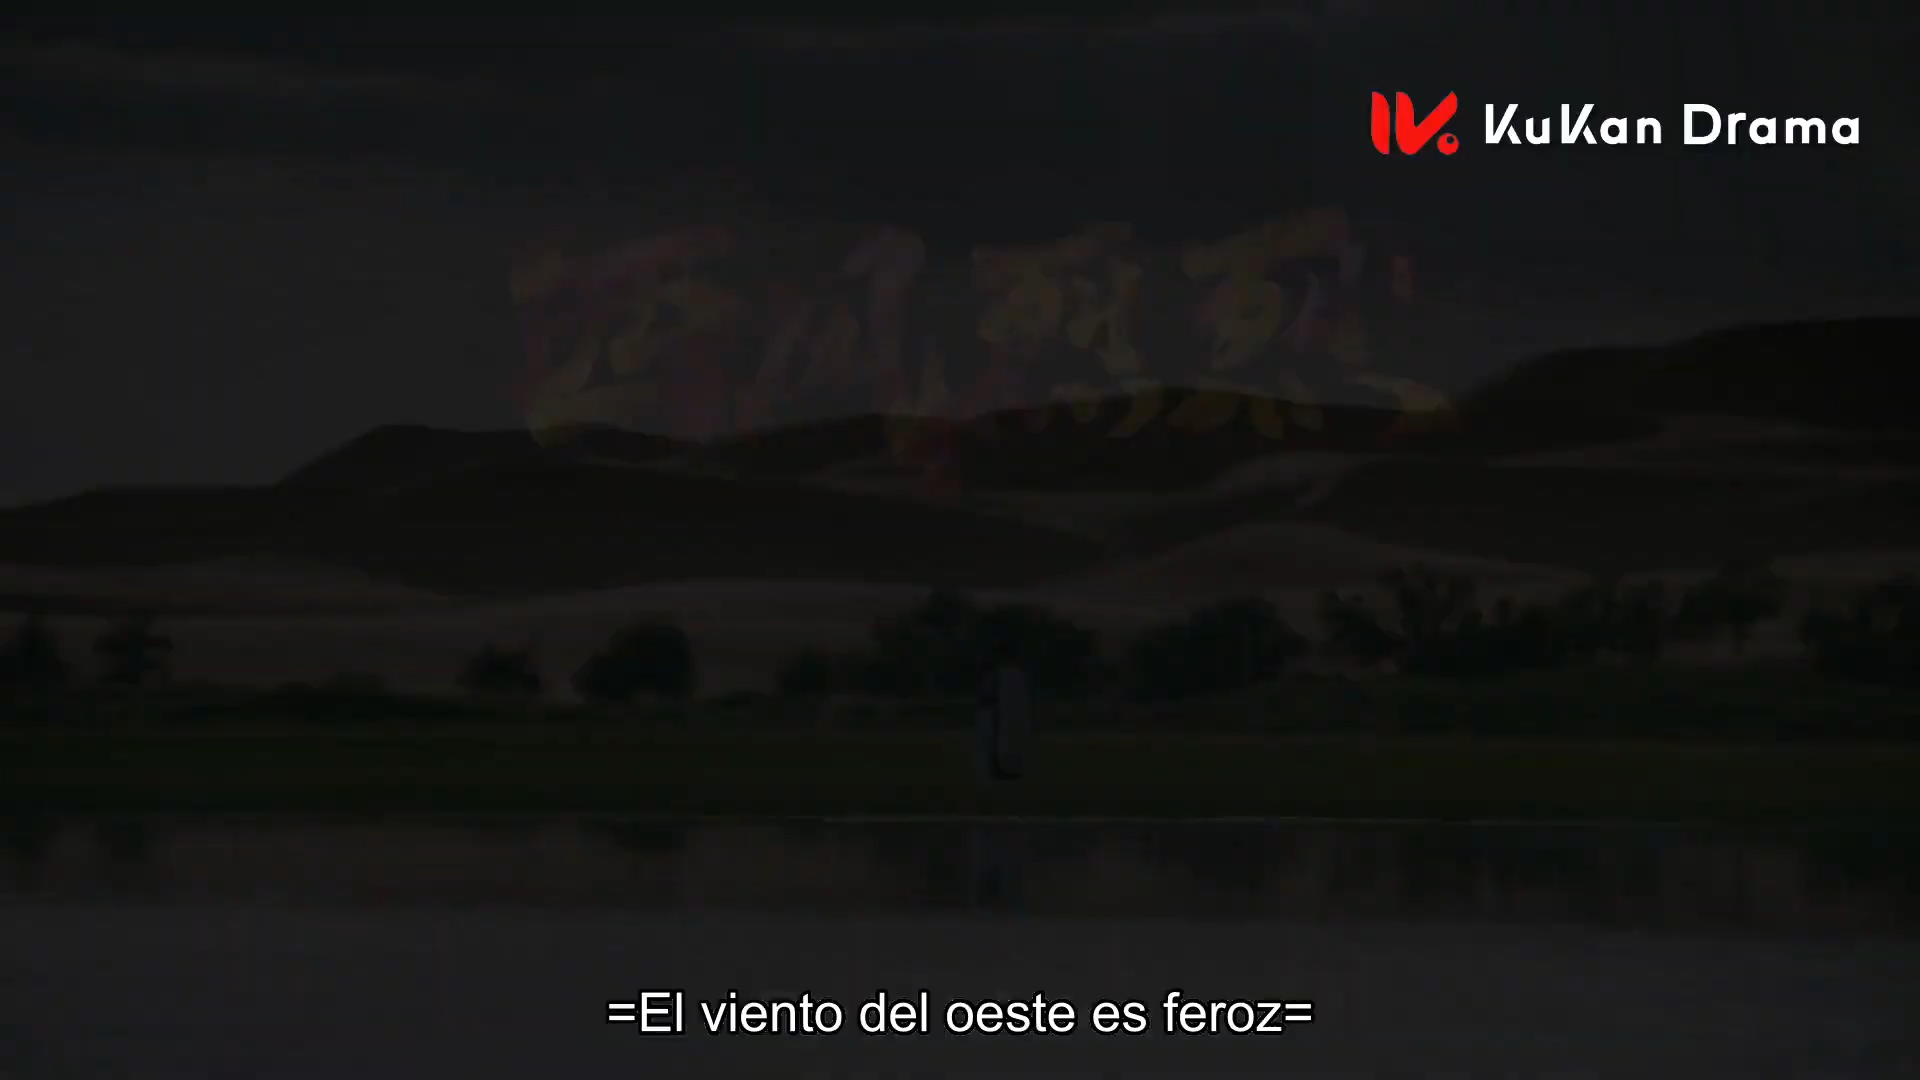 KuKan Drama
=El viento del oeste es feroz=